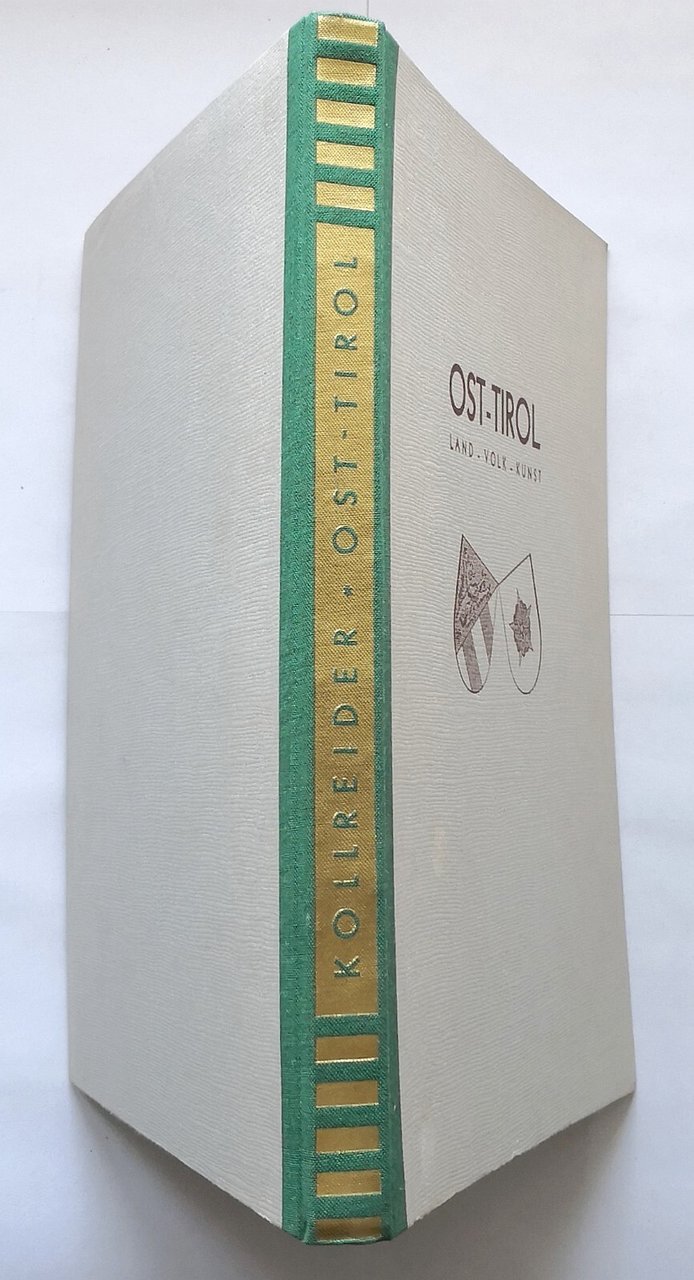 KOLLREIDER * OST-TIROL
OST-TIROL
LAND - VOLK - KUNST